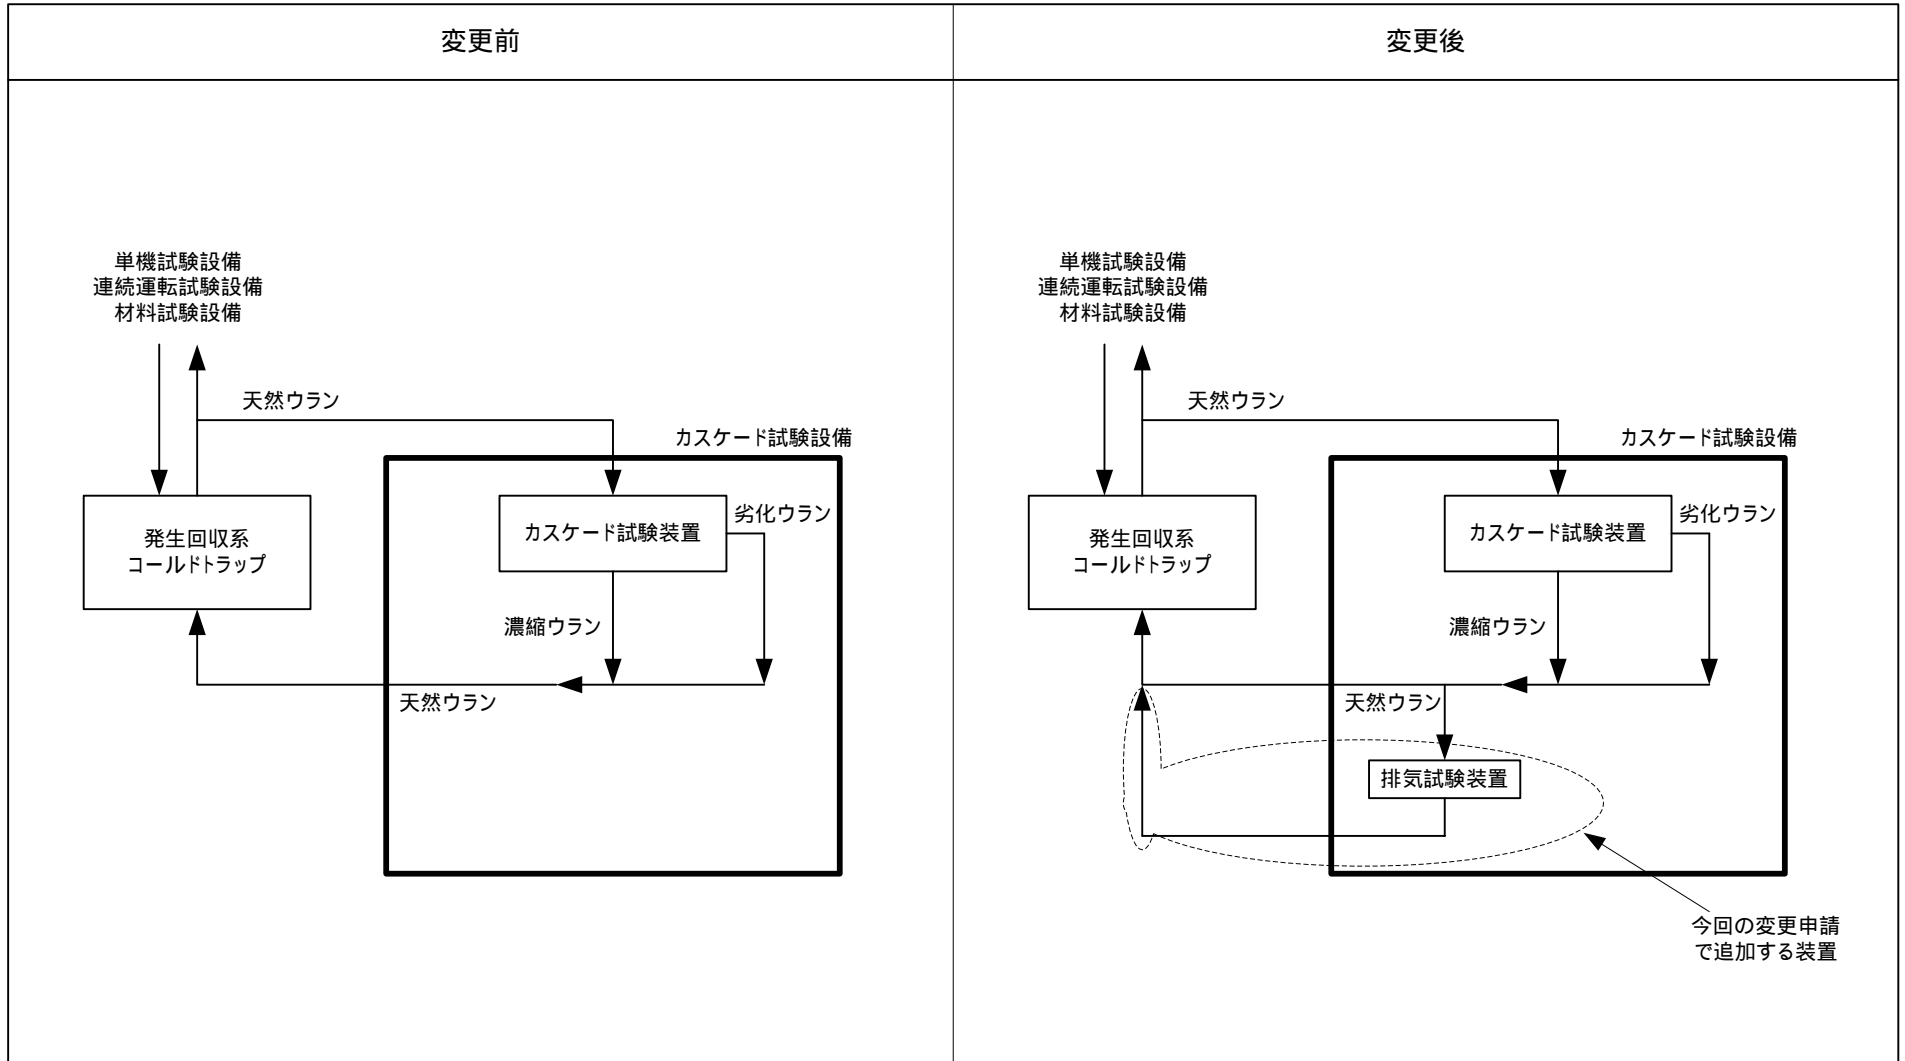 変更前
単機試験設備
連続運転試験設備
材料試験設備
天然ウラン
カスケード試験設備
発生回収系
コールドトラップ
カスケード試験装置
劣化ウラン
濃縮ウラン
天然ウラン
変更後
単機試験設備
連続運転試験設備
材料試験設備
天然ウラン
カスケード試験設備
発生回収系
コールドトラップ
カスケード試験装置
劣化ウラン
濃縮ウラン
天然ウラン
排気試験装置
今回の変更申請
で追加する装置